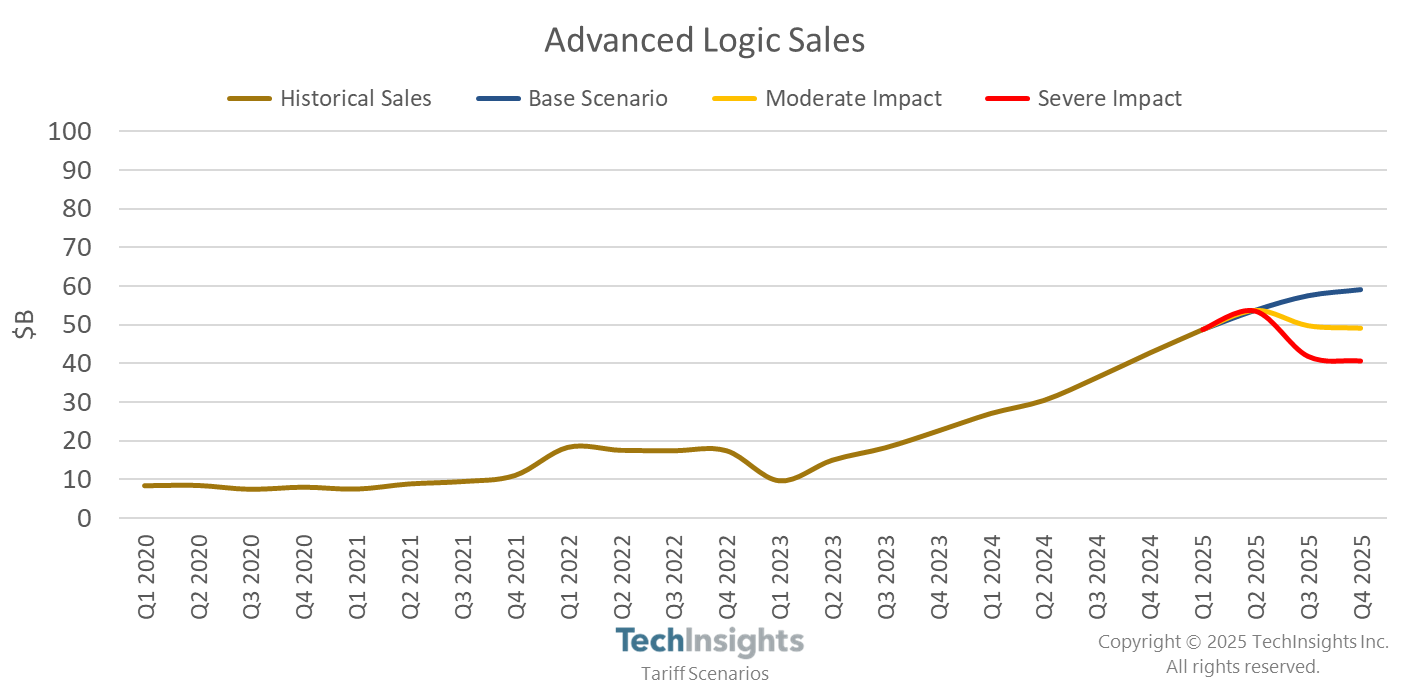 Advanced Logic Sales
Historical Sales Base Scenario Moderate Impact Severe Impact
100
90
80
70
60
50
40
30
20
10
0
$B
Q1 2020
Q2 2020
Q3 2020
Q4 2020
Q1 2021
Q2 2021
Q3 2021
Q4 2021
Q1 2022
Q2 2022
Q3 2022
Q4 2022
Q1 2023
Q2 2023
Q3 2023
Q4 2023
Q1 2024
Q2 2024
Q3 2024
Q4 2024
Q1 2025
Q2 2025
Q3 2025
Q4 2025
TechInsights
Tariff Scenarios
Copyright © 2025 TechInsights Inc.
All rights reserved.